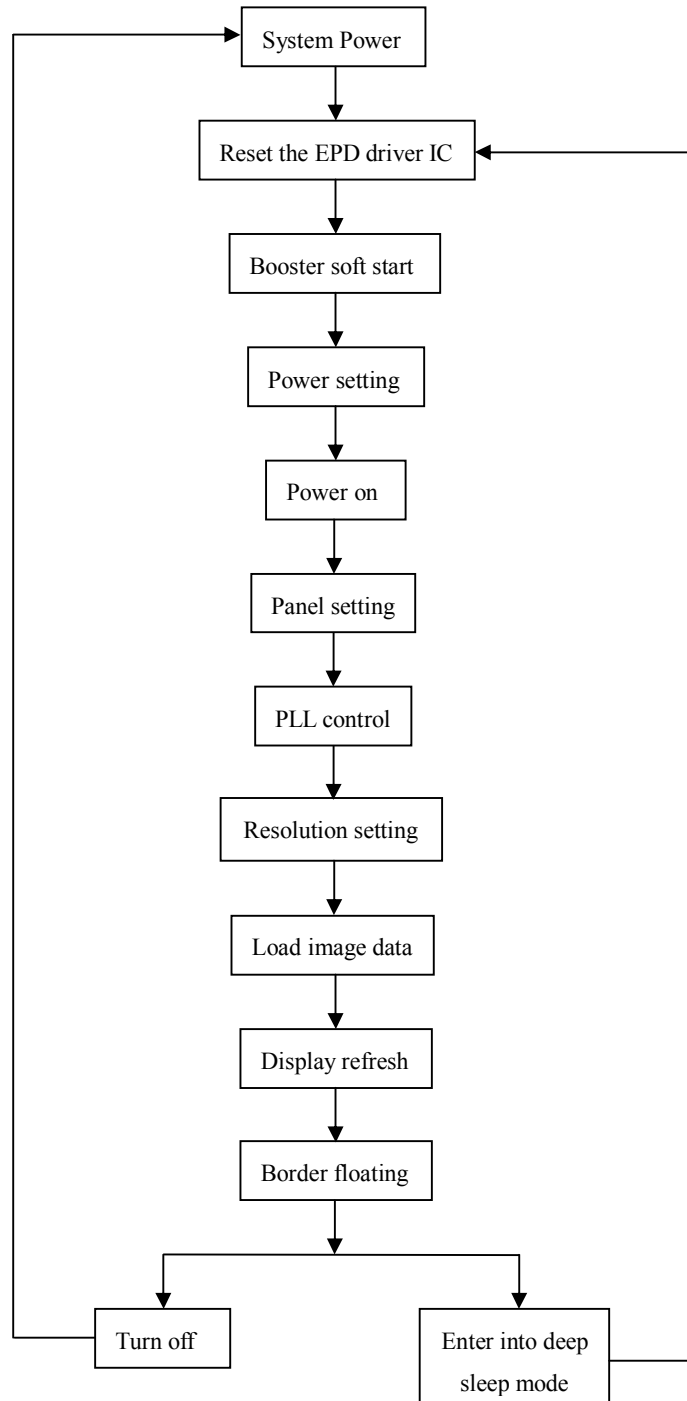 System Power
Reset the EPD driver IC
Booster soft start
Power setting
Power on
Panel setting
PLL control
Resolution setting
Load image data
Display refresh
Border floating
Turn off
Enter into deep
sleep mode